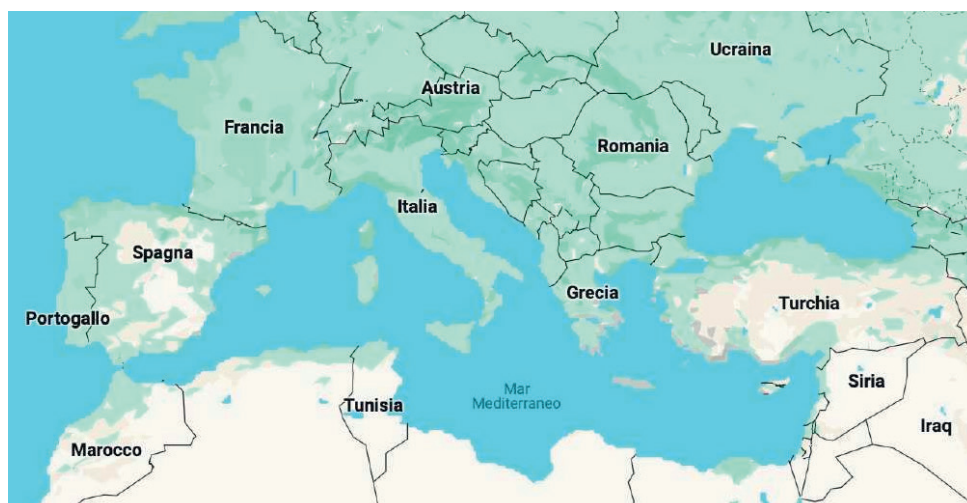 Ucraina
Austria
Francia
Romania
Italia
Spagna
Grecia
Turchia
Portogallo
Mar
Mediterraneo
Siria
Tunisia
Iraq
Marocco